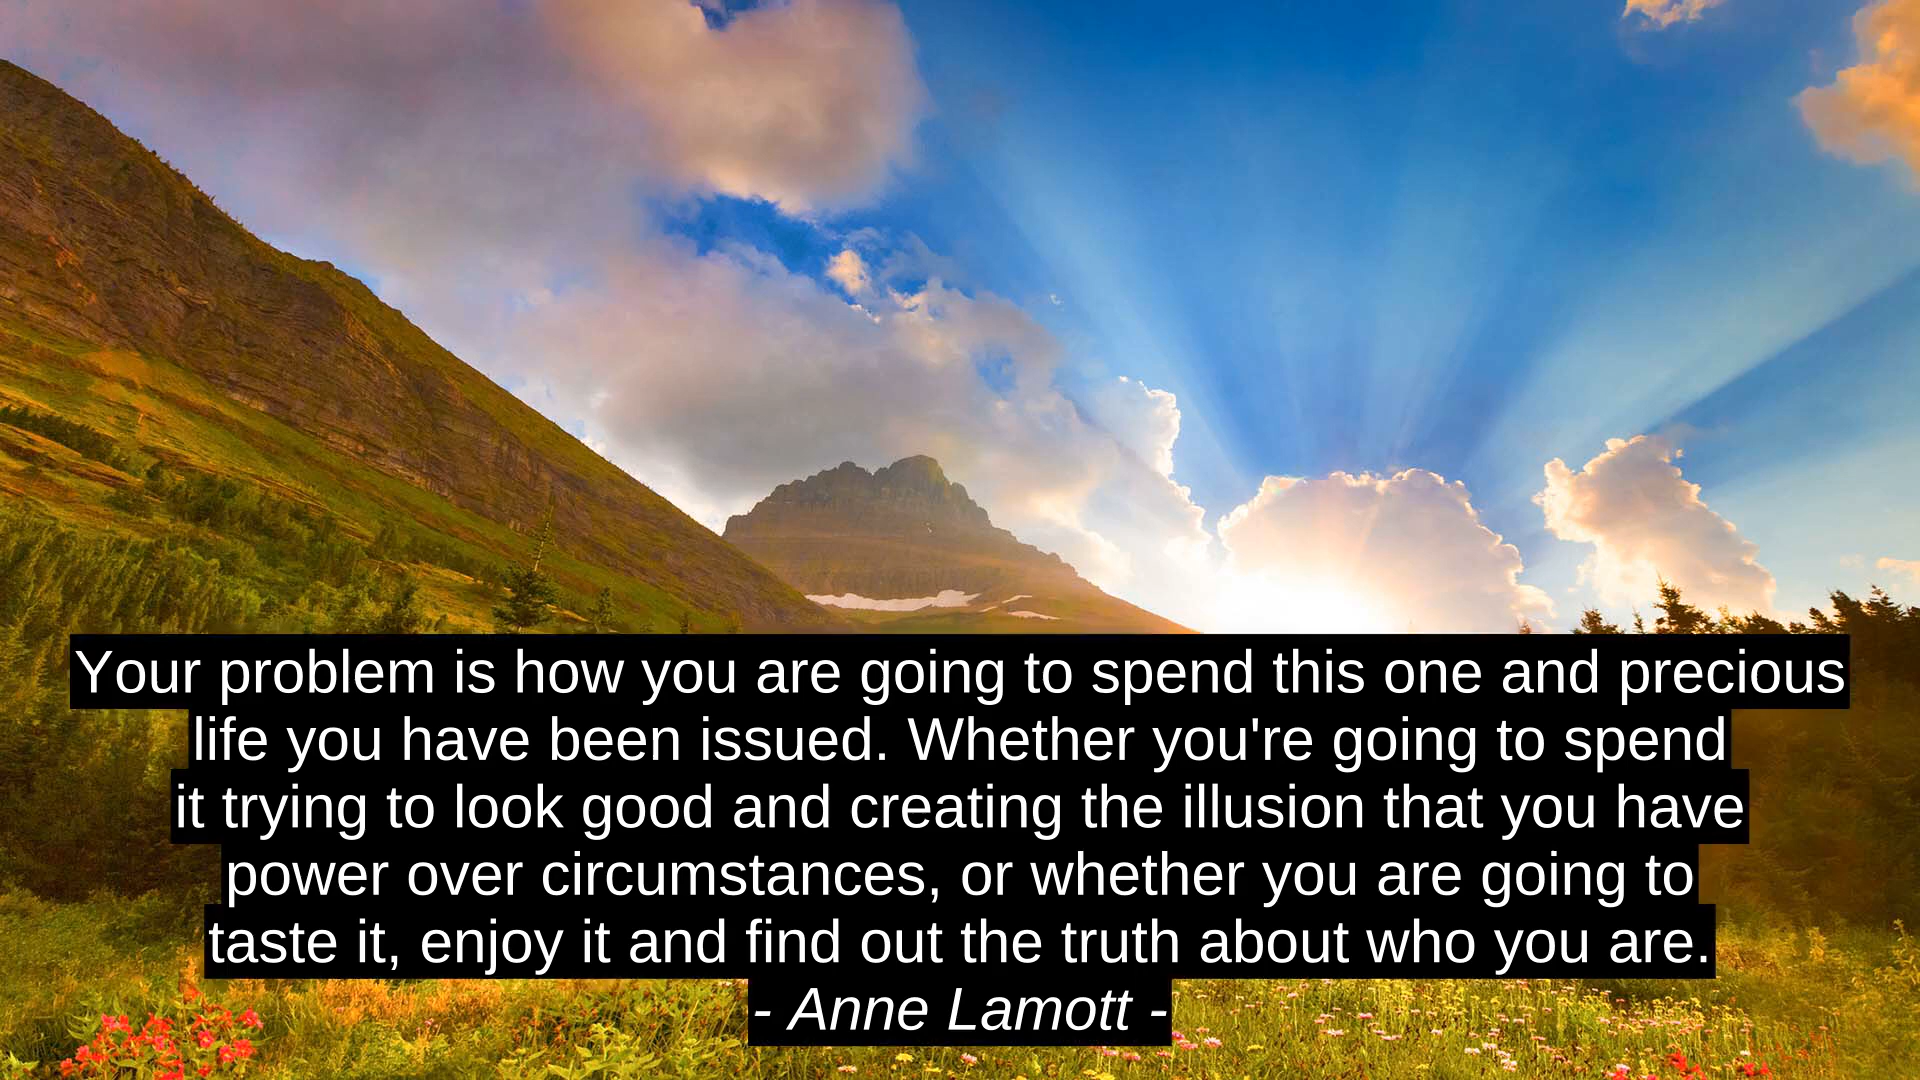 Your problem is how you are going to spend this one and precious
life you have been issued. Whether you're going to spend
it trying to look good and creating the illusion that you have
power over circumstances, or whether you are going to
taste it, enjoy it and find out the truth about who you are.
- Anne Lamott -